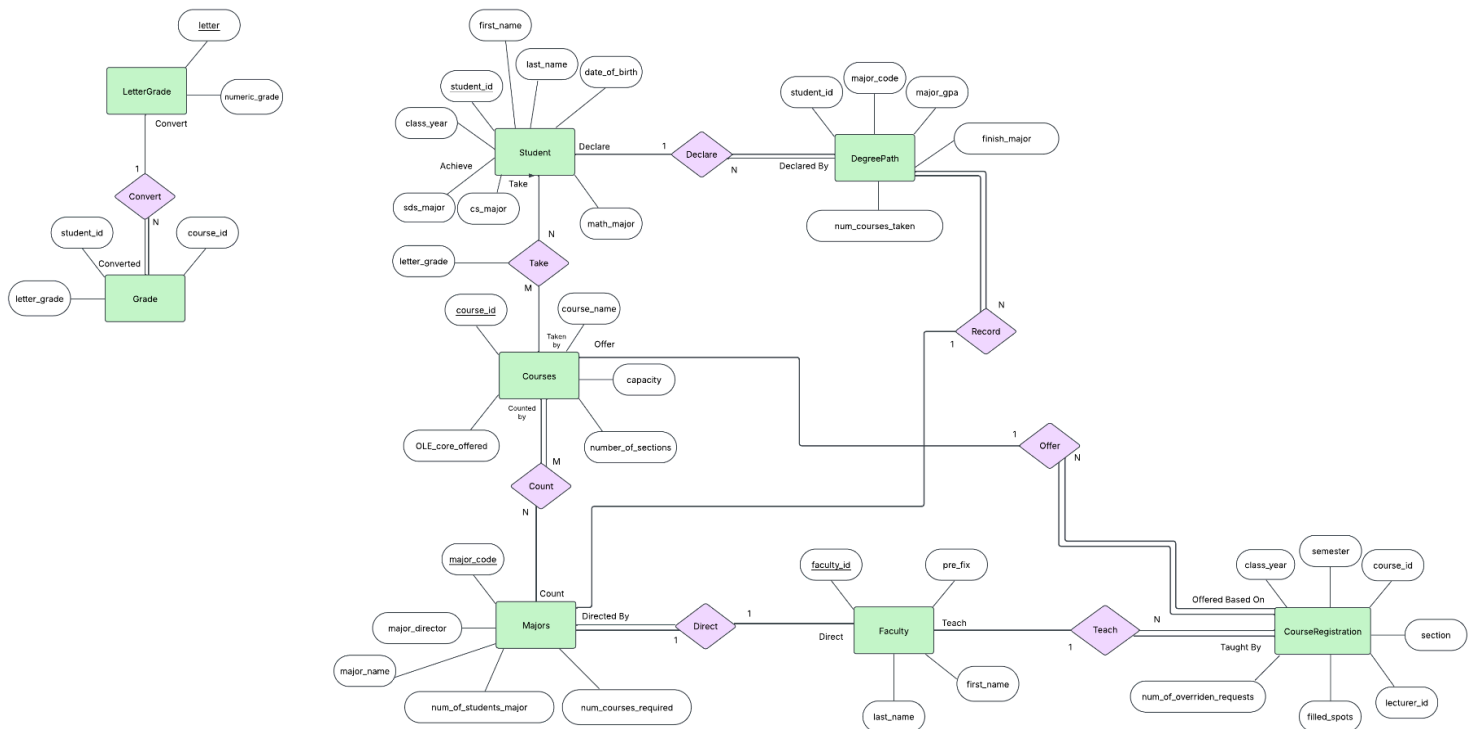 letter
LetterGrade
numeric_grade
Convert
1
Convert
N
student_id
course_id
Converted
letter_grade
Grade
first_name
last_name
date_of_birth
student_id
class_year
Student
Achieve
Take
sds_major
cs_major
math_major
Declare
1
Declare
N
Declared By
student_id
major_code
major_gpa
DegreePath
finish_major
num_courses_taken
N
Record
1
N
letter_grade
Take
M
course_id
course_name
Taken
by
Offer
Courses
capacity
Counted
by
OLE_core_offered
number_of_sections
M
Count
N
1
Offer
N
major_code
Count
major_director
Majors
Directed By
major_name
num_of_students_major
num_courses_required
1
Direct
1
Direct
faculty_id
pre_fix
Faculty
Teach
last_name
first_name
1
Teach
N
Taught By
Offered Based On
class_year
semester
course_id
CourseRegistration
section
num_of_overriden_requests
filled_spots
lecturer_id